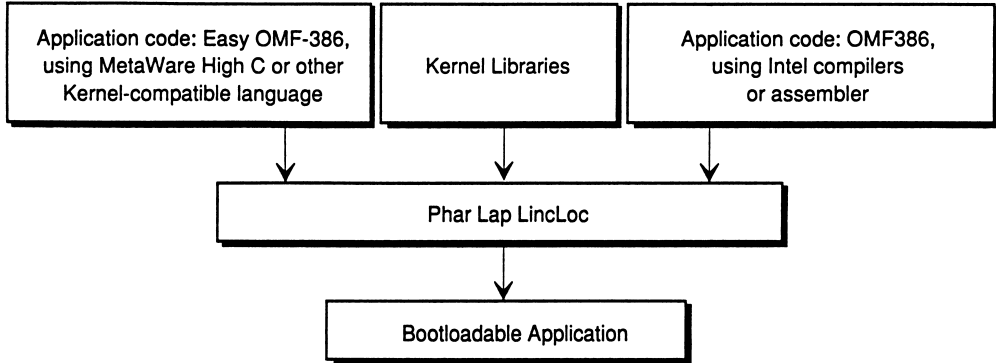 Application code: Easy OMF-386,
using MetaWare High C or other
Kernel-compatible language
Kernel Libraries
Application code: OMF386,
using Intel compilers
or assembler
Phar Lap LincLoc
Bootloadable Application